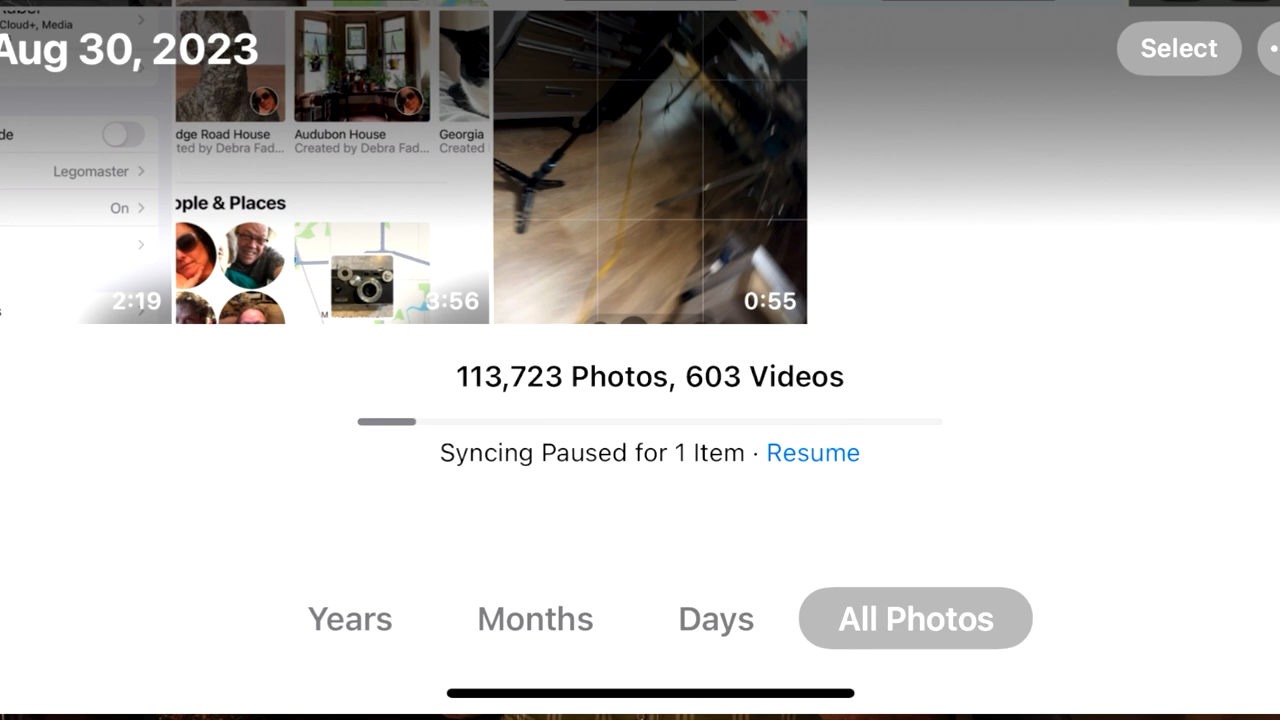 Cloud+, Media
Aug 30, 2023
Select
de
Legomaster
On
2:19
dge Road House
ted by Debra Fad...
Audubon House
Created by Debra Fad...
Georgia
Created
ople & Places
3:56
0:55
113,723 Photos, 603 Videos
Syncing Paused for 1 Item · Resume
Years
Months
Days
All Photos